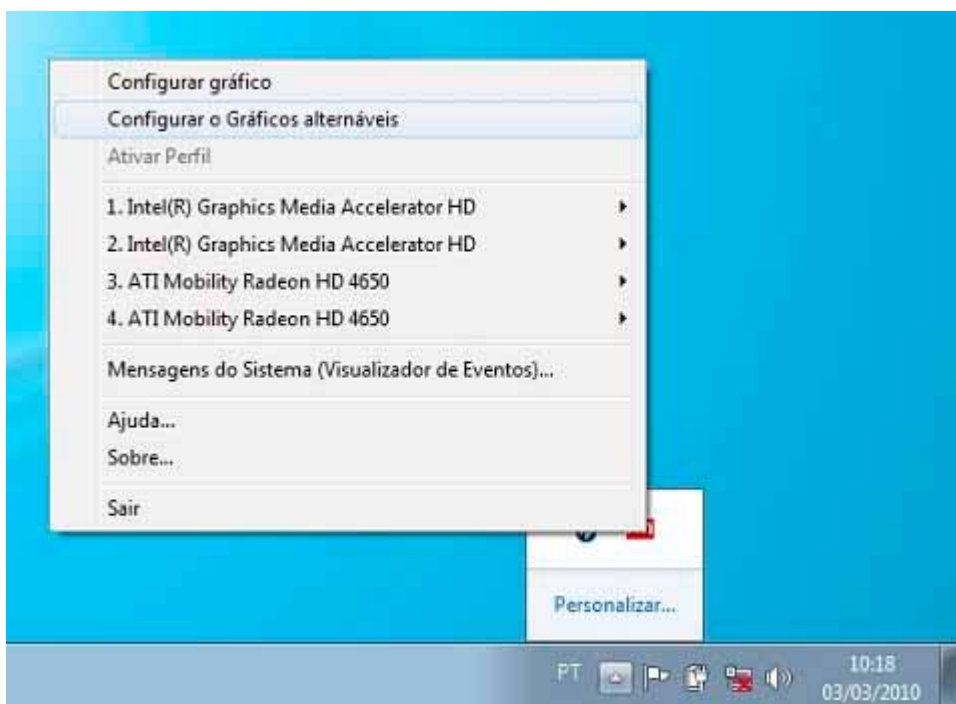 Configurar gráfico
Configurar o Gráficos alternáveis
Ativar Perfil
1. Intel(R) Graphics Media Accelerator HD
2. Intel(R) Graphics Media Accelerator HD
3. ATI Mobility Radeon HD 4650
4. ATI Mobility Radeon HD 4650
Mensagens do Sistema (Visualizador de Eventos)...
Ajuda...
Sobre...
Sair
Personalizar...
PT
10:18
03/03/2010